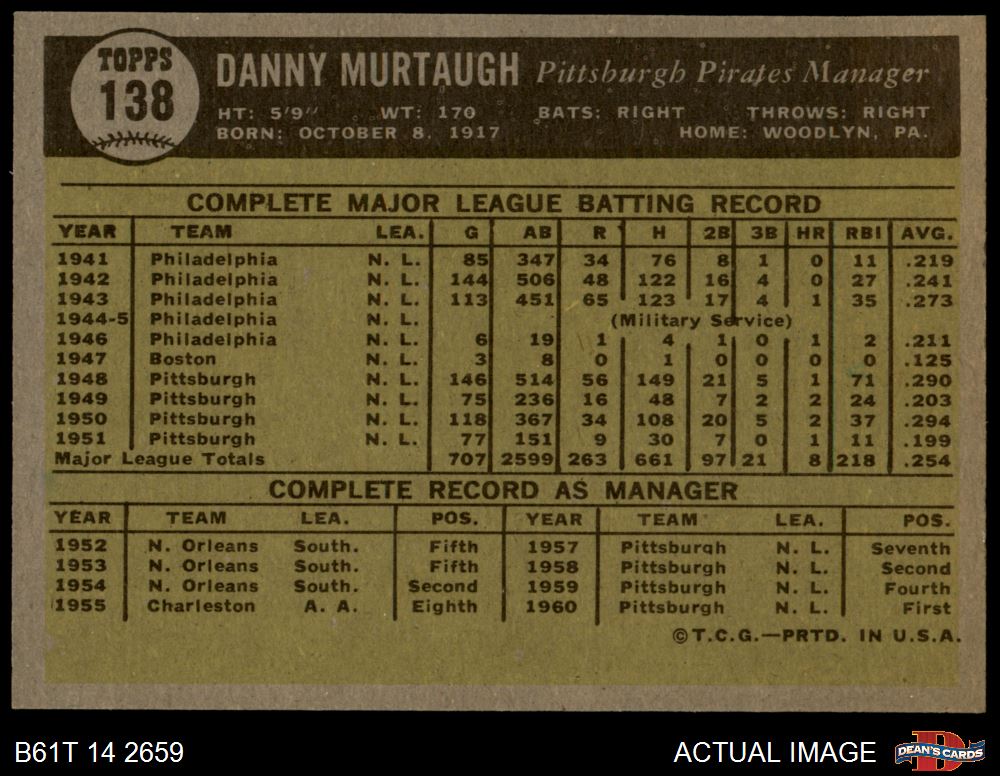 TOPPS
138
DANNY MURTAUGH Pittsburgh Pirates Manager
HT: 5'9" WT: 170 BATS: RIGHT THROWS: RIGHT
BORN: OCTOBER 8, 1917 HOME: WOODLYN, PA.
COMPLETE MAJOR LEAGUE BATTING RECORD
YEAR TEAM LEA. G AB R H 2B 3B HR RBI AVG.
1941 Philadelphia N. L. 85 347 34 76 8 1 0 11 .219
1942 Philadelphia N. L. 144 506 48 122 16 4 0 27 .241
1943 Philadelphia N. L. 113 451 65 123 17 4 1 35 .273
1944-5 Philadelphia N. L. (Military Service)
1946 Philadelphia N. L. 6 19 1 4 1 0 1 2 .211
1947 Boston N. L. 3 8 0 1 0 0 0 0 .125
1948 Pittsburgh N. L. 146 514 56 149 21 5 1 71 .290
1949 Pittsburgh N. L. 75 236 16 48 7 2 2 24 .203
1950 Pittsburgh N. L. 118 367 34 108 20 5 2 37 .294
1951 Pittsburgh N. L. 77 151 9 30 7 0 1 11 .199
Major League Totals 707 2599 263 661 97 21 8 218 .254
COMPLETE RECORD AS MANAGER
YEAR TEAM LEA. POS. YEAR TEAM LEA. POS.
1952 N. Orleans South. Fifth 1957 Pittsburgh N. L. Seventh
1953 N. Orleans South. Fifth 1958 Pittsburgh N. L. Second
1954 N. Orleans South. Second 1959 Pittsburgh N. L. Fourth
1955 Charleston A. A. Eighth 1960 Pittsburgh N. L. First
©T.C.G.—PRTD. IN U.S.A.
B61T 14 2659 ACTUAL IMAGE D DEAN'S CARDS